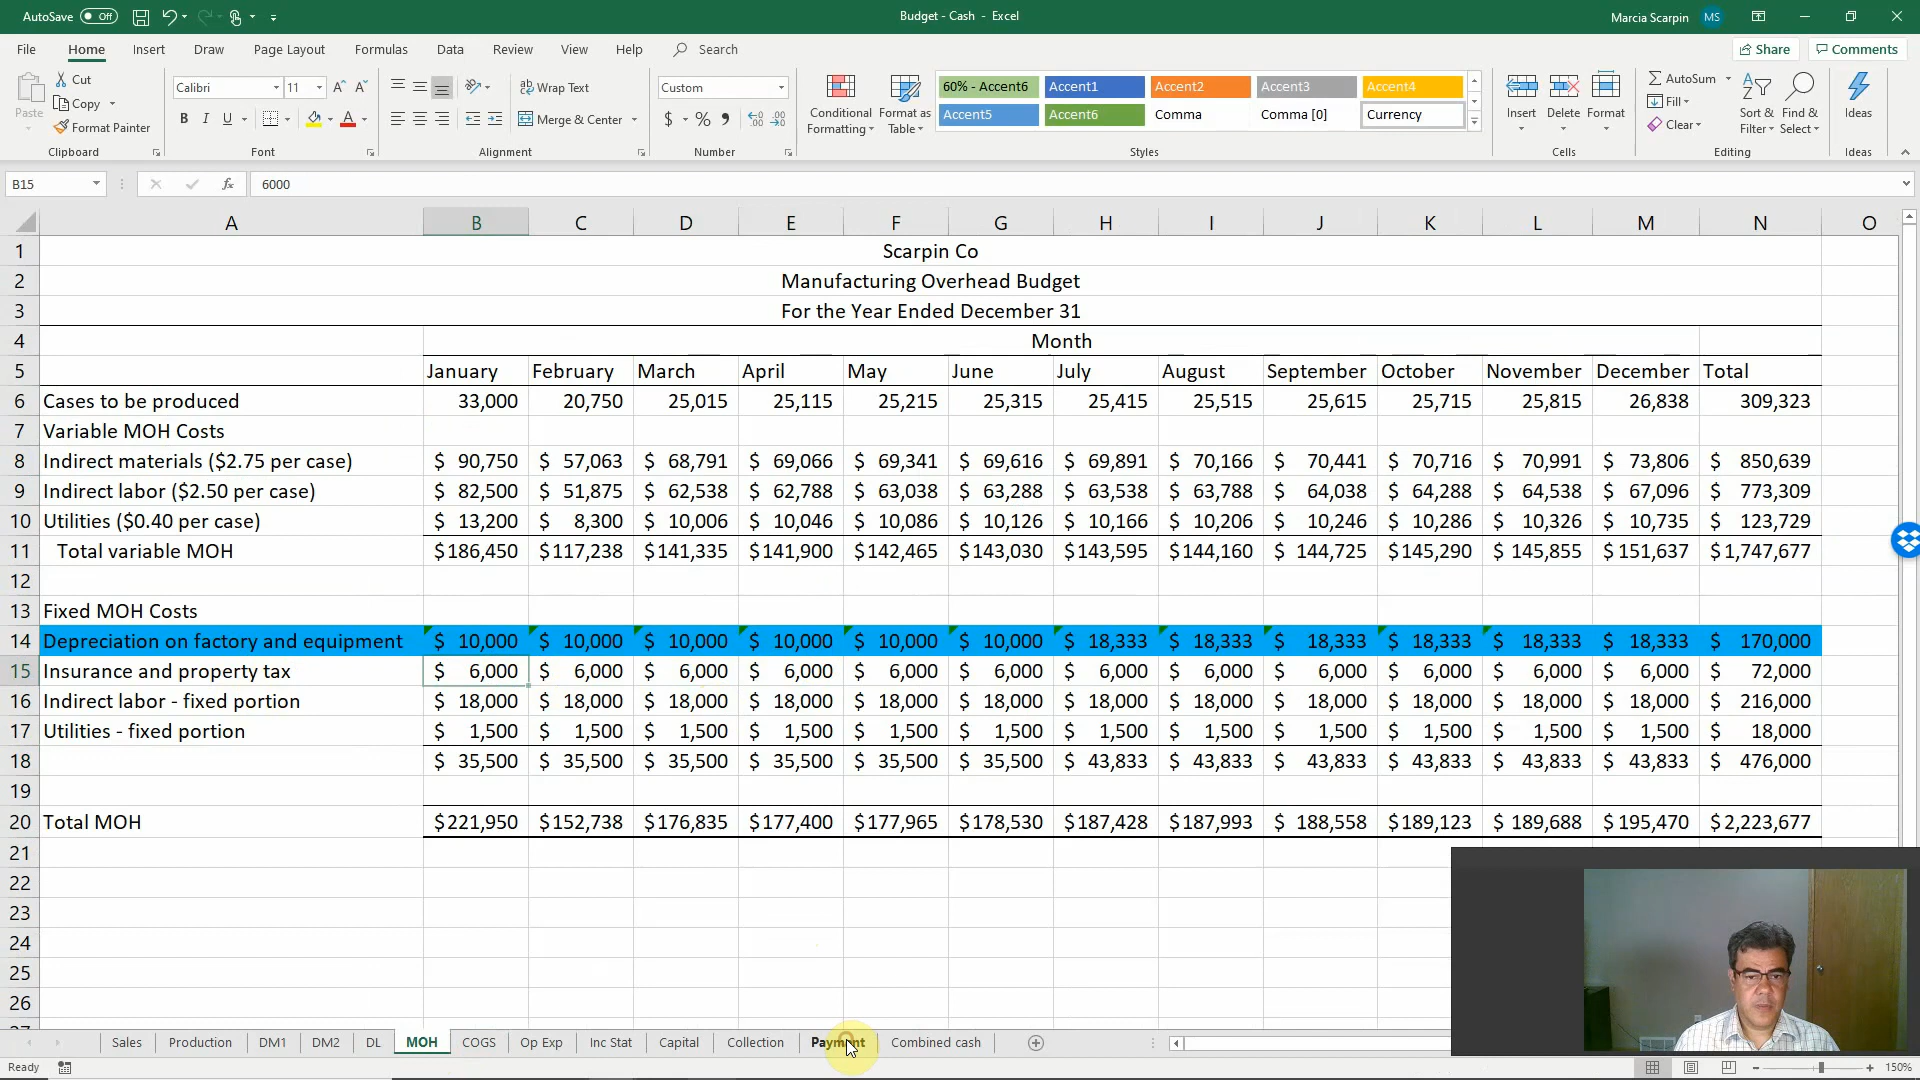 AutoSave Off
Budget - Cash - Excel
Marcia Scarpin MS
File Home Insert Draw Page Layout Formulas Data Review View Help Search
Share Comments
Paste Cut Copy Format Painter
Clipboard
Calibri 11 A A
B I U A
Font
Wrap Text
Merge & Center
Alignment
Custom
$ % ,
Number
Conditional Formatting
Format as Table
60% - Accent6 Accent1 Accent2 Accent3 Accent4
Accent5 Accent6 Comma Comma [0] Currency
Styles
Insert Delete Format
Cells
AutoSum
Fill
Clear
Sort & Filter
Find & Select
Editing
Ideas
Ideas
B15 fx 6000
A B C D E F G H I J K L M N O
1 Scarpin Co
2 Manufacturing Overhead Budget
3 For the Year Ended December 31
4 Month
5 January February March April May June July August September October November December Total
6 Cases to be produced 33,000 20,750 25,015 25,115 25,215 25,315 25,415 25,515 25,615 25,715 25,815 26,838 309,323
7 Variable MOH Costs
8 Indirect materials ($2.75 per case) $ 90,750 $ 57,063 $ 68,791 $ 69,066 $ 69,341 $ 69,616 $ 69,891 $ 70,166 $ 70,441 $ 70,716 $ 70,991 $ 73,806 $ 850,639
9 Indirect labor ($2.50 per case) $ 82,500 $ 51,875 $ 62,538 $ 62,788 $ 63,038 $ 63,288 $ 63,538 $ 63,788 $ 64,038 $ 64,288 $ 64,538 $ 67,096 $ 773,309
10 Utilities ($0.40 per case) $ 13,200 $ 8,300 $ 10,006 $ 10,046 $ 10,086 $ 10,126 $ 10,166 $ 10,206 $ 10,246 $ 10,286 $ 10,326 $ 10,735 $ 123,729
11 Total variable MOH $186,450 $117,238 $141,335 $141,900 $142,465 $143,030 $143,595 $144,160 $ 144,725 $145,290 $ 145,855 $151,637 $1,747,677
12
13 Fixed MOH Costs
14 Depreciation on factory and equipment $ 10,000 $ 10,000 $ 10,000 $ 10,000 $ 10,000 $ 10,000 $ 18,333 $ 18,333 $ 18,333 $ 18,333 $ 18,333 $ 18,333 $ 170,000
15 Insurance and property tax $ 6,000 $ 6,000 $ 6,000 $ 6,000 $ 6,000 $ 6,000 $ 6,000 $ 6,000 $ 6,000 $ 6,000 $ 6,000 $ 6,000 $ 72,000
16 Indirect labor - fixed portion $ 18,000 $ 18,000 $ 18,000 $ 18,000 $ 18,000 $ 18,000 $ 18,000 $ 18,000 $ 18,000 $ 18,000 $ 18,000 $ 18,000 $ 216,000
17 Utilities - fixed portion $ 1,500 $ 1,500 $ 1,500 $ 1,500 $ 1,500 $ 1,500 $ 1,500 $ 1,500 $ 1,500 $ 1,500 $ 1,500 $ 1,500 $ 18,000
18 $ 35,500 $ 35,500 $ 35,500 $ 35,500 $ 35,500 $ 35,500 $ 43,833 $ 43,833 $ 43,833 $ 43,833 $ 43,833 $ 43,833 $ 476,000
19
20 Total MOH $221,950 $152,738 $176,835 $177,400 $177,965 $178,530 $187,428 $187,993 $ 188,558 $189,123 $ 189,688 $195,470 $2,223,677
21
22
23
24
25
26
Sales Production DM1 DM2 DL MOH COGS Op Exp Inc Stat Capital Collection Payment Combined cash
Ready
150%